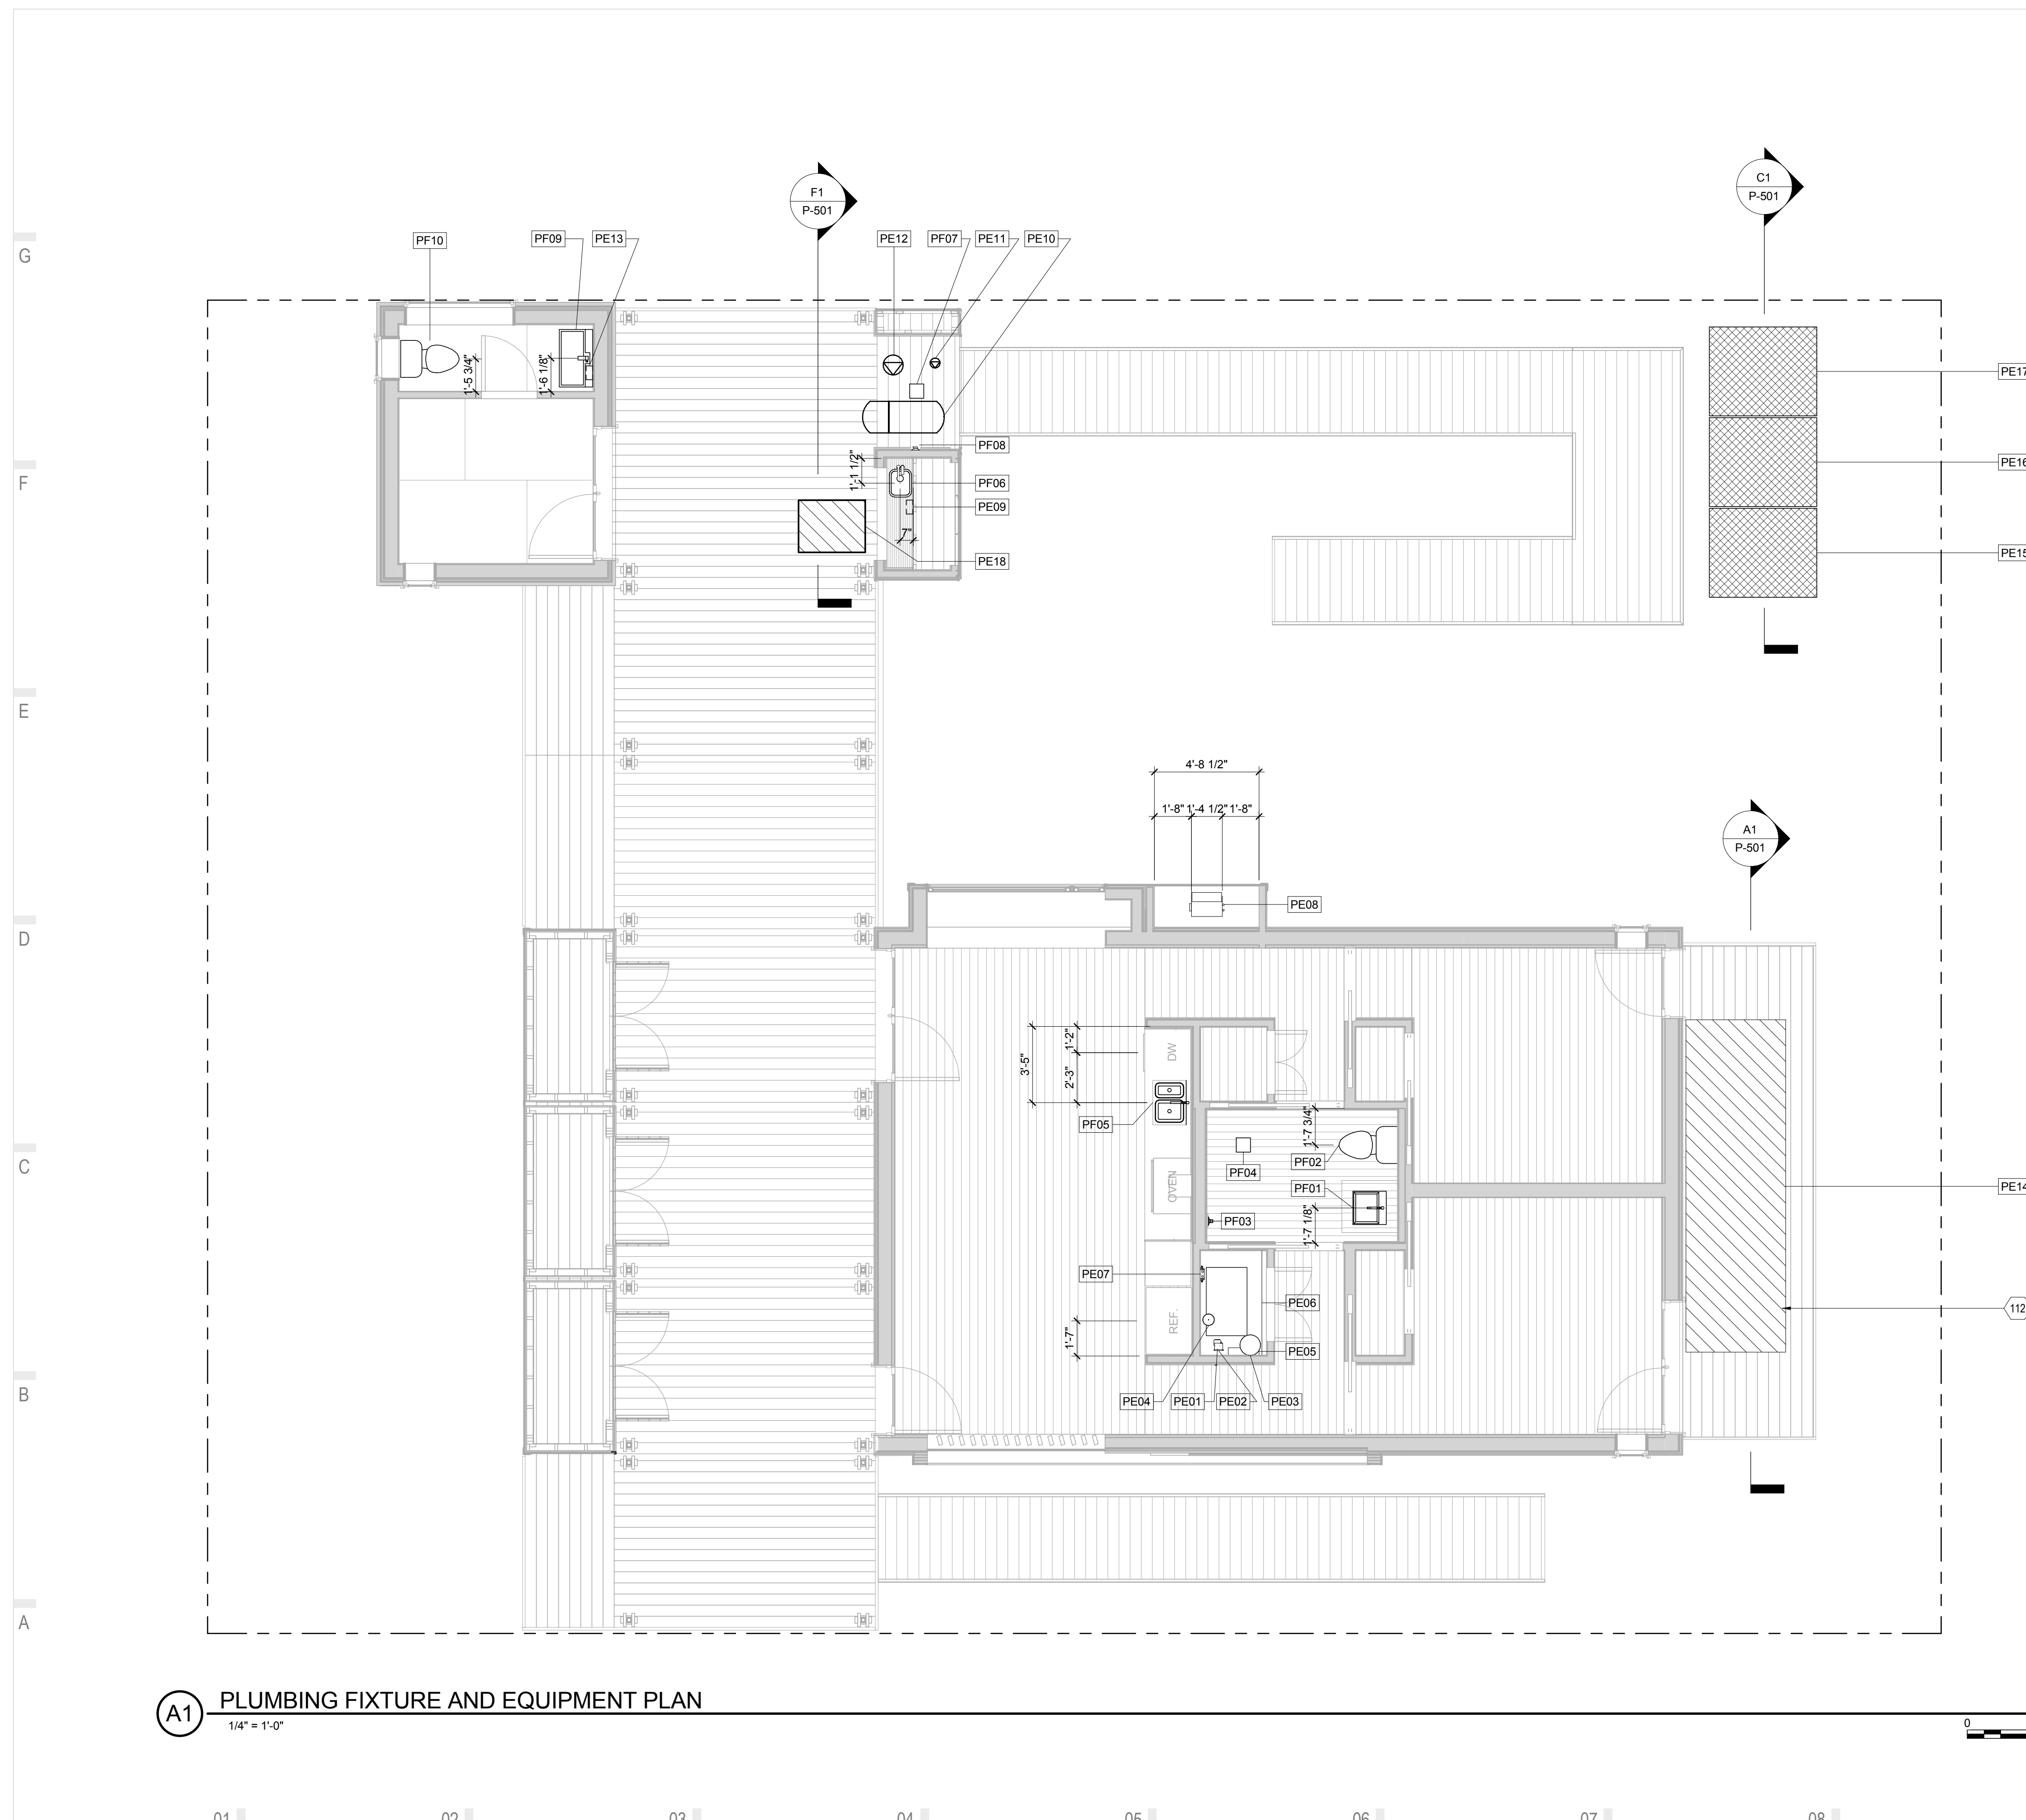 C1
P-501
F1
P-501
G
PF10
PF09
PE13
PE12
PF07
PE11
PE10
1'-5 3/4"
1'-6 1/8"
PE17
PF08
1'-1 1/2"
PE16
F
PF06
PE09
7"
PE15
PE18
E
4'-8 1/2"
1'-8"
1'-4 1/2"
1'-8"
A1
P-501
PE08
D
3'-5"
1'-2"
DW
2'-3"
PF05
1'-7 3/4"
PF02
C
PF04
OVEN
PF01
PE14
PF03
1'-7 1/8"
PE07
PE06
112
REF.
1'-7"
PE05
B
PE04
PE01
PE02
PE03
A
A1
PLUMBING FIXTURE AND EQUIPMENT PLAN
1/4" = 1'-0"
0
01
02
03
04
05
06
07
08